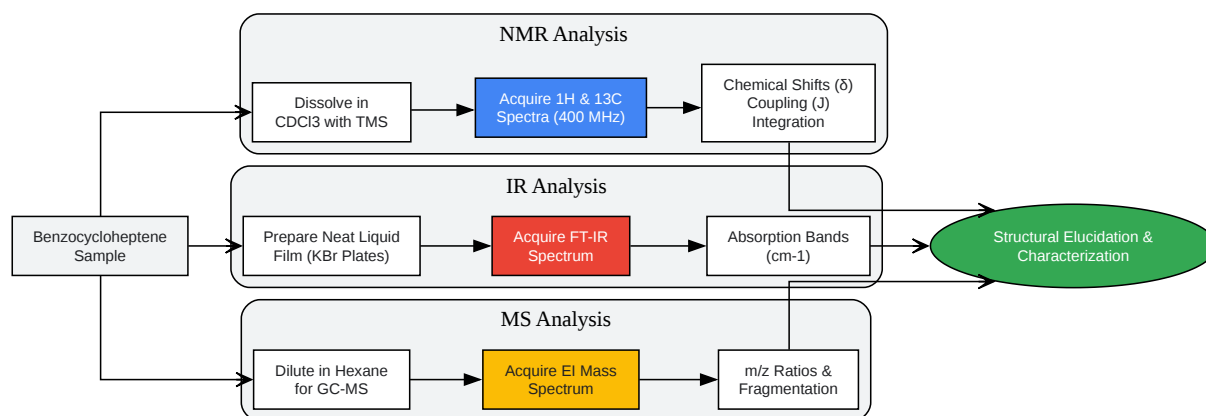 NMR Analysis
Dissolve in
CDCl3 with TMS
Acquire 1H & 13C
Spectra (400 MHz)
Chemical Shifts (δ)
Coupling (J)
Integration
IR Analysis
Benzocycloheptene
Sample
Prepare Neat Liquid
Film (KBr Plates)
Acquire FT-IR
Spectrum
Absorption Bands
(cm-1)
Structural Elucidation &
Characterization
MS Analysis
Dilute in Hexane
for GC-MS
Acquire EI Mass
Spectrum
m/z Ratios &
Fragmentation